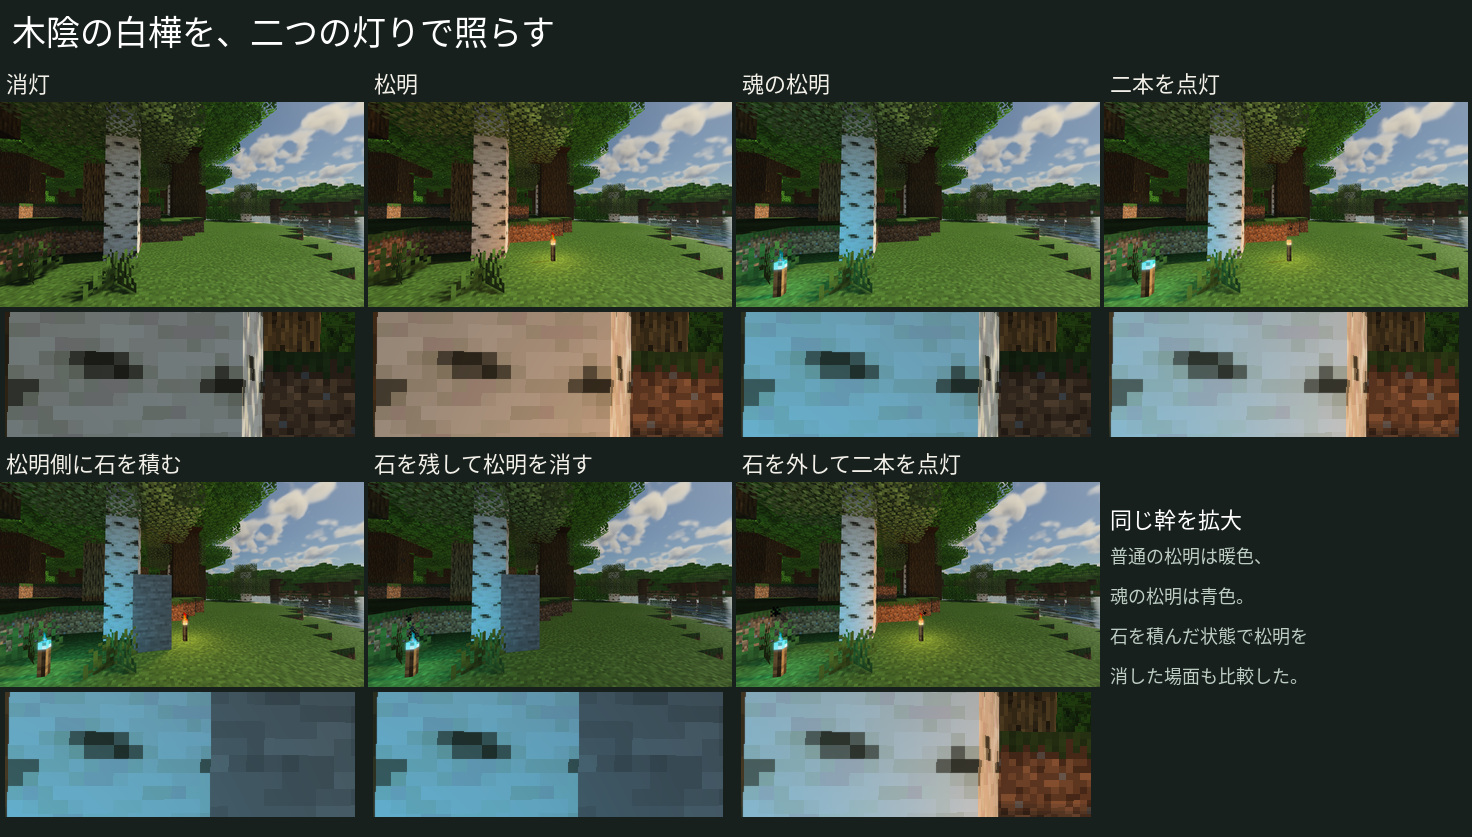 木陰の白樺を、二つの灯りで照らす
消灯
松明
魂の松明
二本を点灯
松明側に石を積む
石を残して松明を消す
石を外して二本を点灯
同じ幹を拡大
普通の松明は暖色、
魂の松明は青色。
石を積んだ状態で松明を
消した場面も比較した。